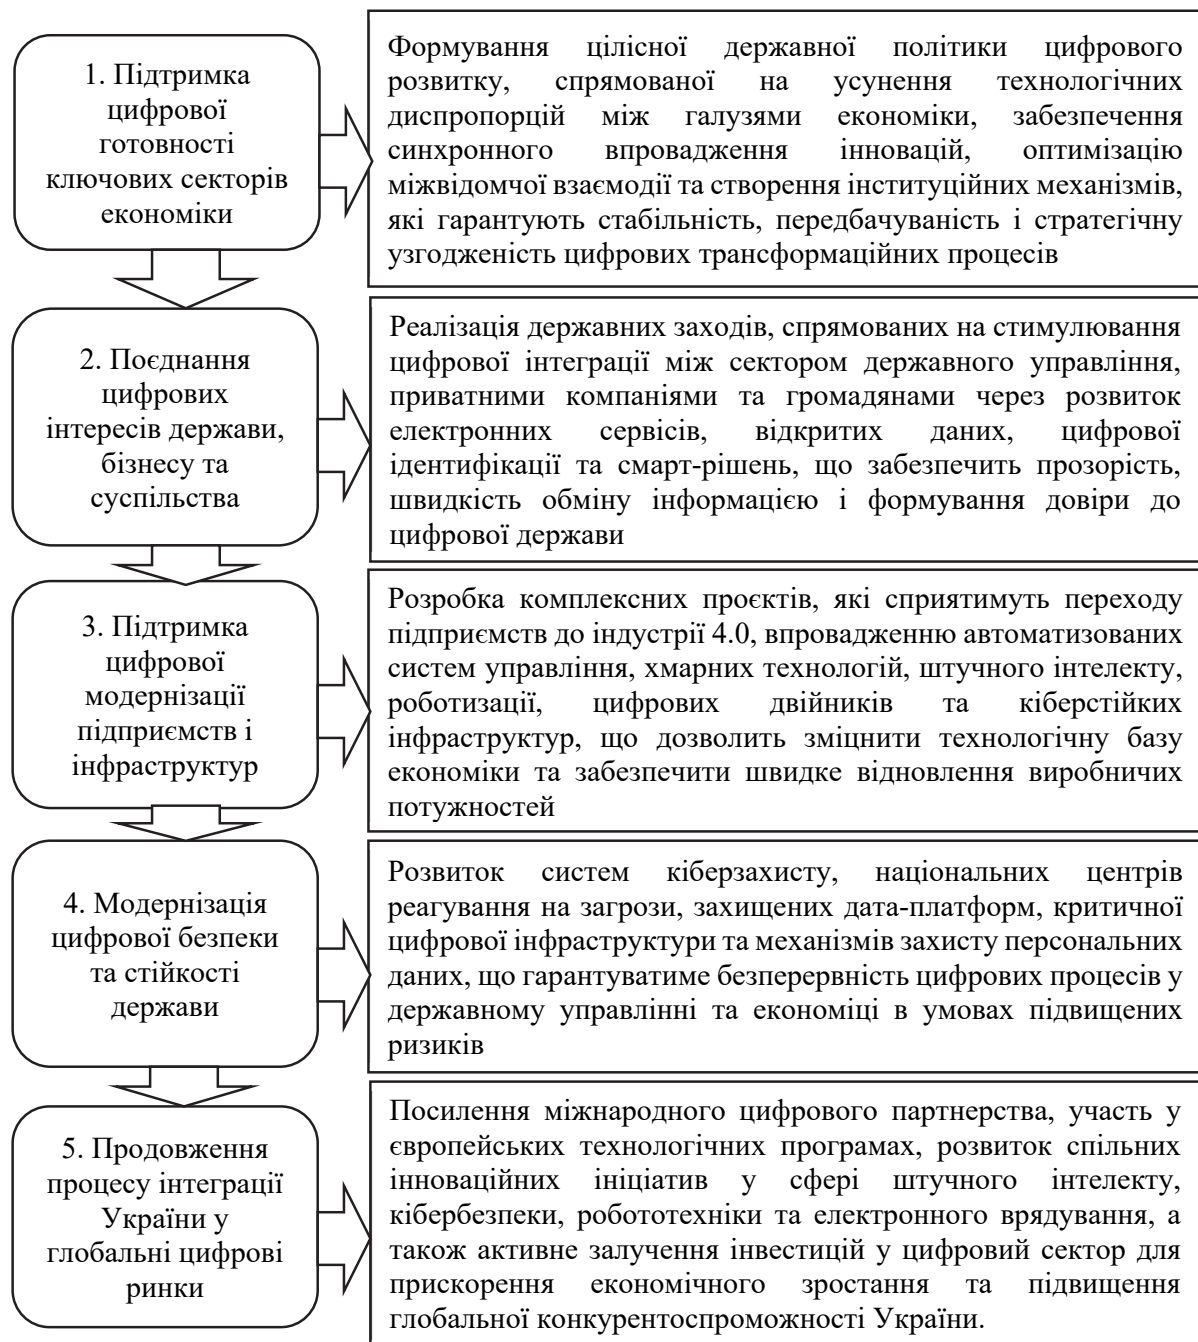 1. Підтримка
цифрової
готовності
ключових секторів
економіки
Формування цілісної державної політики цифрового
розвитку, спрямованої на усунення технологічних
диспропорцій між галузями економіки, забезпечення
синхронного впровадження інновацій, оптимізацію
міжвідомчої взаємодії та створення інституційних механізмів,
які гарантують стабільність, передбачуваність і стратегічну
узгодженість цифрових трансформаційних процесів
2. Поєднання
цифрових
інтересів держави,
бізнесу та
суспільства
Реалізація державних заходів, спрямованих на стимулювання
цифрової інтеграції між сектором державного управління,
приватними компаніями та громадянами через розвиток
електронних сервісів, відкритих даних, цифрової
ідентифікації та смарт-рішень, що забезпечить прозорість,
швидкість обміну інформацією і формування довіри до
цифрової держави
3. Підтримка
цифрової
модернізації
підприємств і
інфраструктур
Розробка комплексних проєктів, які сприятимуть переходу
підприємств до індустрії 4.0, впровадженню автоматизованих
систем управління, хмарних технологій, штучного інтелекту,
роботизації, цифрових двійників та кіберстійких
інфраструктур, що дозволить зміцнити технологічну базу
економіки та забезпечити швидке відновлення виробничих
потужностей
4. Модернізація
цифрової безпеки
та стійкості
держави
Розвиток систем кіберзахисту, національних центрів
реагування на загрози, захищених дата-платформ, критичної
цифрової інфраструктури та механізмів захисту персональних
даних, що гарантуватиме безперервність цифрових процесів у
державному управлінні та економіці в умовах підвищених
ризиків
5. Продовження
процесу інтеграції
України у
глобальні цифрові
ринки
Посилення міжнародного цифрового партнерства, участь у
європейських технологічних програмах, розвиток спільних
інноваційних ініціатив у сфері штучного інтелекту,
кібербезпеки, робототехніки та електронного врядування, а
також активне залучення інвестицій у цифровий сектор для
прискорення економічного зростання та підвищення
глобальної конкурентоспроможності України.